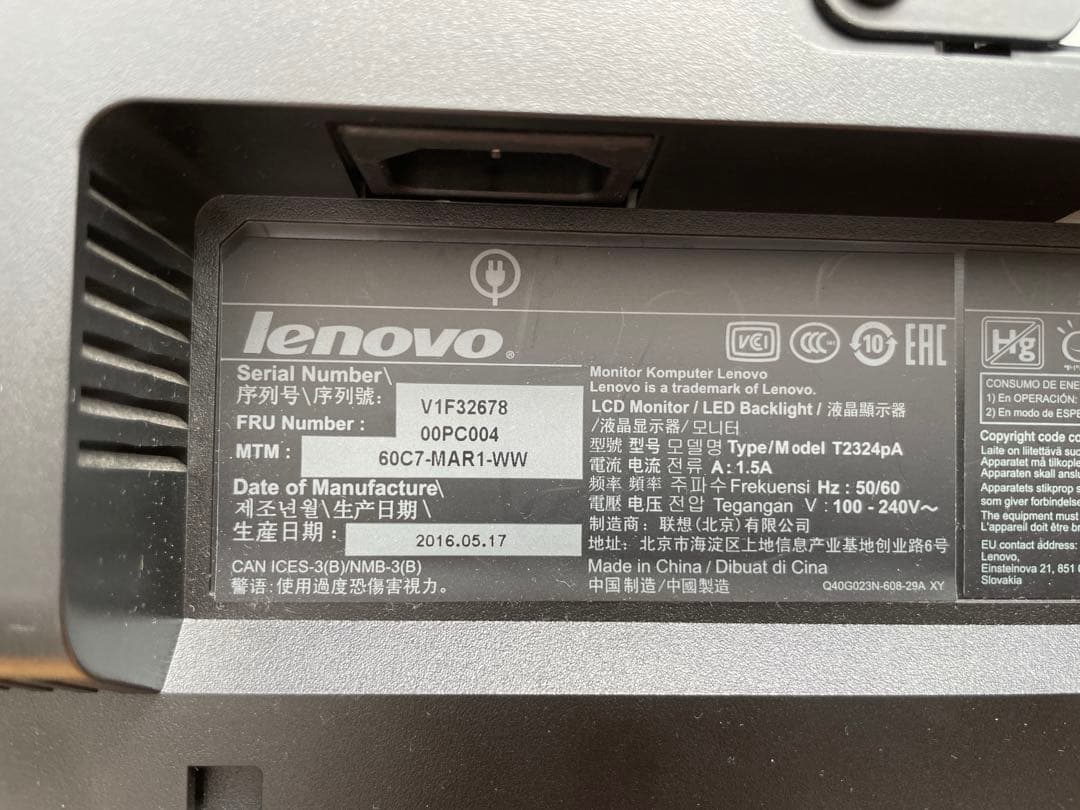 lenovo®
Serial Number\
序列号\序列號:
V1F32678
FRU Number :
00PC004
MTM :
60C7-MAR1-WW
Date of Manufacture\
제조년월\生产日期\
生產日期:
2016.05.17
CAN ICES-3(B)/NMB-3(B)
警语: 使用過度恐傷害視力。
VCCI
CCC
10
EAC
Monitor Komputer Lenovo
Lenovo is a trademark of Lenovo.
LCD Monitor / LED Backlight / 液晶顯示器
/液晶显示器/모니터
型號 型号 모델명 Type/Model T2324pA
電流 电流 전류 A : 1.5A
頻率 頻率 주파수 Frekuensi Hz : 50/60
電壓 电压 전압 Tegangan V : 100 - 240V~
制造商: 联想(北京)有限公司
地址: 北京市海淀区上地信息产业基地创业路6号
Made in China / Dibuat di Cina
中国制造/中國製造
Q40G023N-608-29A XY
Hg
CONSUMO DE ENE
1) En OPERACIÓN:
2) En modo de ESPE
Copyright code co
Laite on liitettävä suo
Apparatet må tilkople
Apparaten skall anslu
Apparatets stikprop s
som giver forbindelse
The equipment must
L'appareil doit être br
EU contact address:
Lenovo,
Einsteinova 21, 851 0
Slovakia